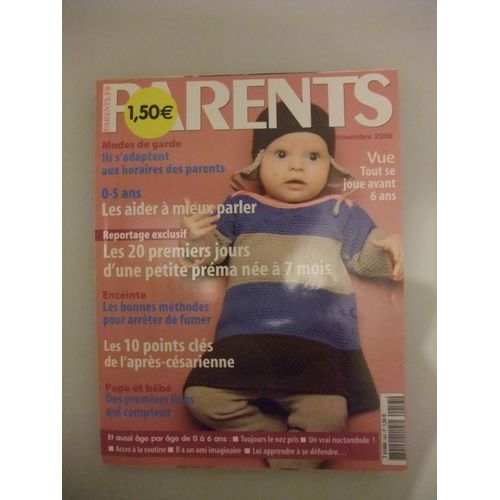 PARENTS
PARENTS.FR
1,50€
Novembre 2006
Modes de garde
Ils s'adaptent
aux horaires des parents
Vue
Tout se
joue avant
6 ans
0-5 ans
Les aider à mieux parler
Reportage exclusif
Les 20 premiers jours
d'une petite préma née à 7 mois
Enceinte
Les bonnes méthodes
pour arrêter de fumer
Les 10 points clés
de l'après-césarienne
Papa et bébé
Des premiers liens
qui comptent
Et aussi âge par âge de 0 à 6 ans : ■ Toujours le nez pris ■ Un vrai noctambule !
■ Accro à la routine ■ Il a un ami imaginaire ■ Lui apprendre à se défendre...